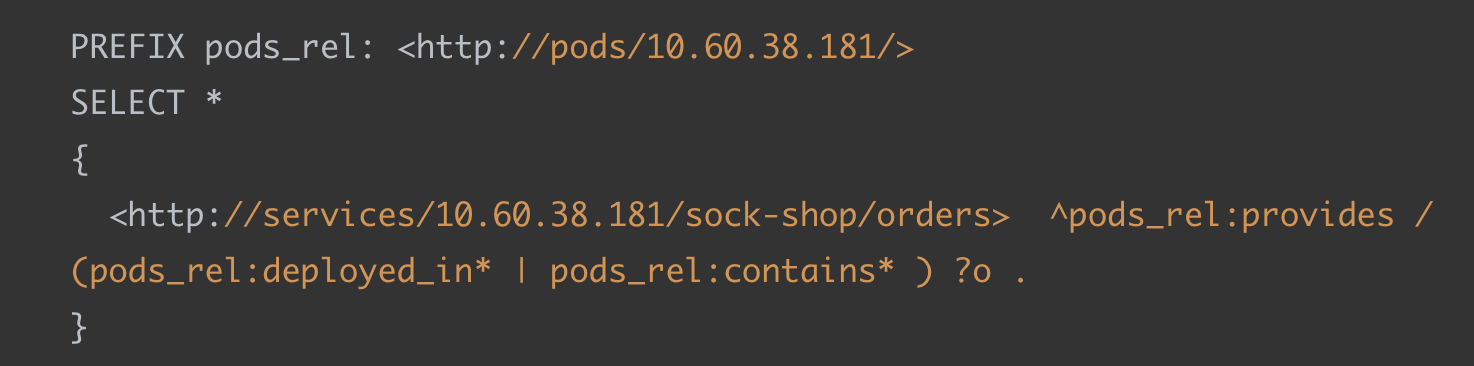 PREFIX pods_rel: <http://pods/10.60.38.181/>
SELECT *
{
<http://services/10.60.38.181/sock-shop/orders>  ^pods_rel:provides /
(pods_rel:deployed_in* | pods_rel:contains* ) ?o .
}